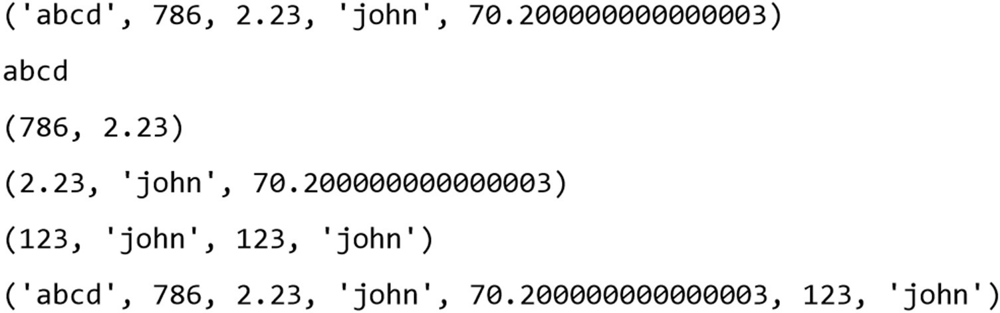 ('abcd', 786, 2.23, 'john', 70.200000000000003)
abcd
(786, 2.23)
(2.23, 'john', 70.200000000000003)
(123, 'john', 123, 'john')
('abcd', 786, 2.23, 'john', 70.200000000000003, 123, 'john')